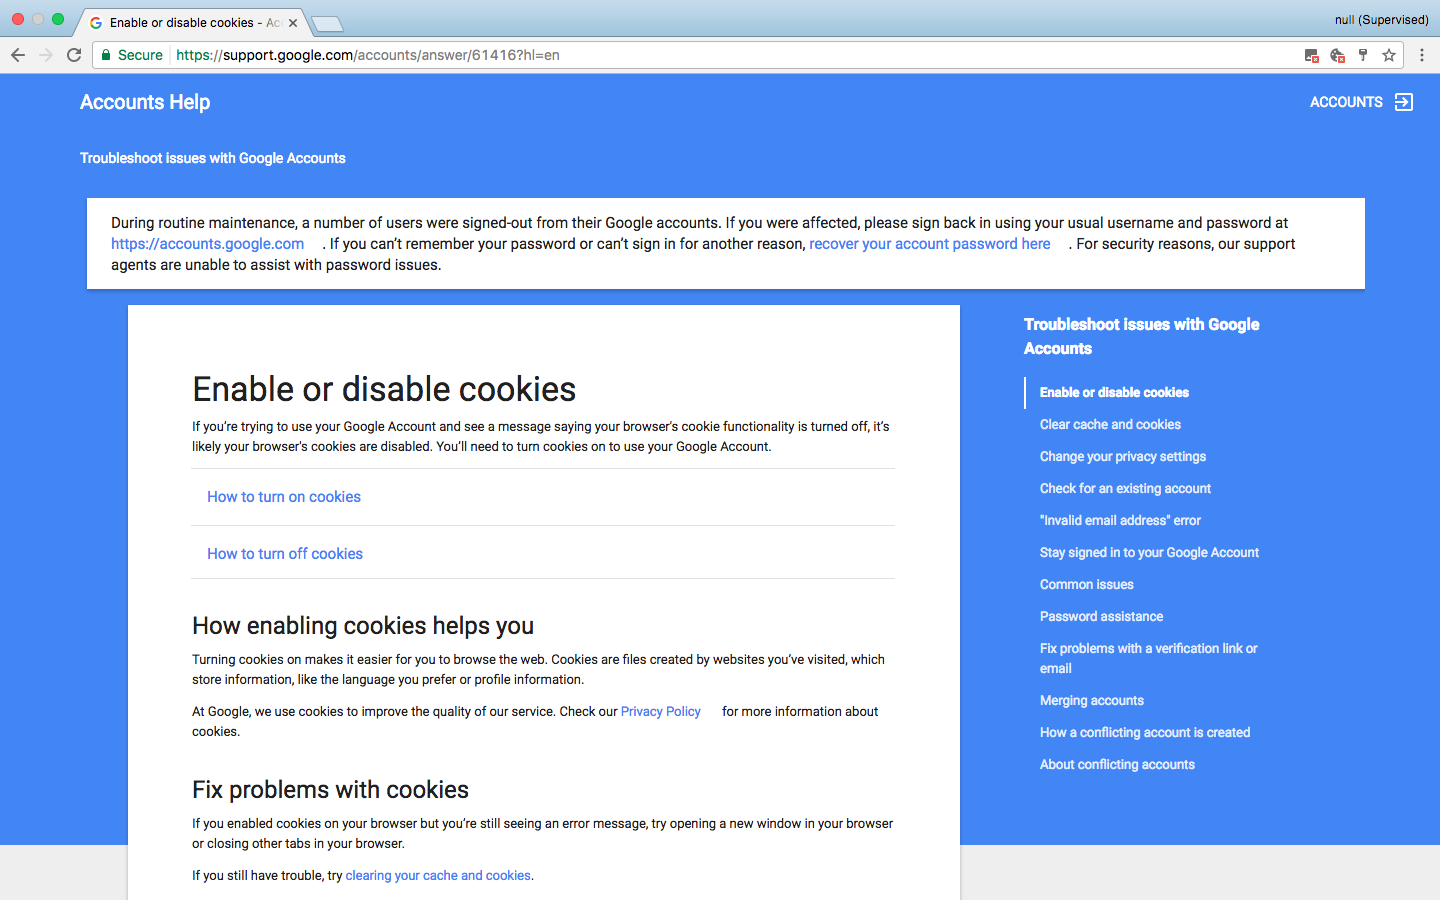 Enable or disable cookies - Acc
null (Supervised)
Secure https://support.google.com/accounts/answer/61416?hl=en
Accounts Help
ACCOUNTS
Troubleshoot issues with Google Accounts
During routine maintenance, a number of users were signed-out from their Google accounts. If you were affected, please sign back in using your usual username and password at
https://accounts.google.com . If you can’t remember your password or can’t sign in for another reason, recover your account password here . For security reasons, our support
agents are unable to assist with password issues.
Enable or disable cookies
If you’re trying to use your Google Account and see a message saying your browser's cookie functionality is turned off, it’s
likely your browser's cookies are disabled. You’ll need to turn cookies on to use your Google Account.
How to turn on cookies
How to turn off cookies
How enabling cookies helps you
Turning cookies on makes it easier for you to browse the web. Cookies are files created by websites you’ve visited, which
store information, like the language you prefer or profile information.
At Google, we use cookies to improve the quality of our service. Check our Privacy Policy for more information about
cookies.
Fix problems with cookies
If you enabled cookies on your browser but you’re still seeing an error message, try opening a new window in your browser
or closing other tabs in your browser.
If you still have trouble, try clearing your cache and cookies.
Troubleshoot issues with Google
Accounts
Enable or disable cookies
Clear cache and cookies
Change your privacy settings
Check for an existing account
"Invalid email address" error
Stay signed in to your Google Account
Common issues
Password assistance
Fix problems with a verification link or
email
Merging accounts
How a conflicting account is created
About conflicting accounts